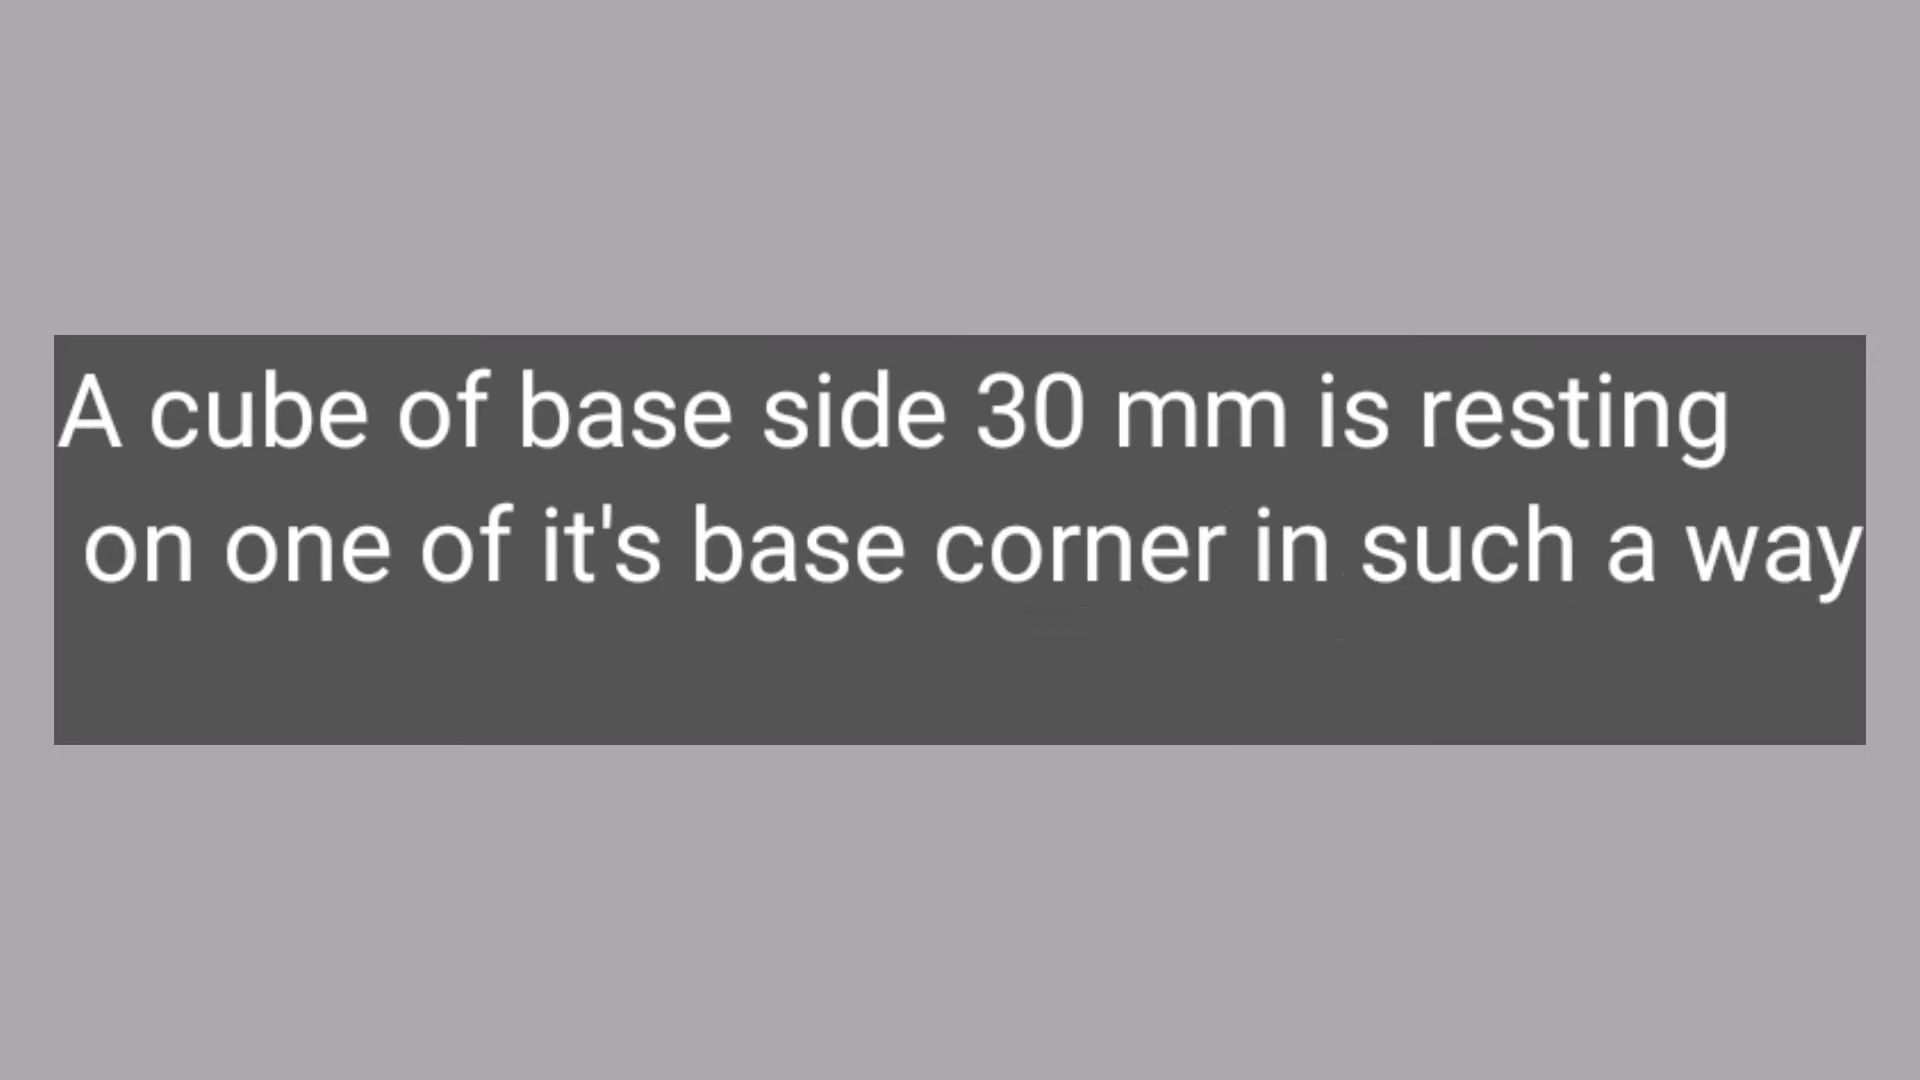 A cube of base side 30 mm is resting
on one of it's base corner in such a way